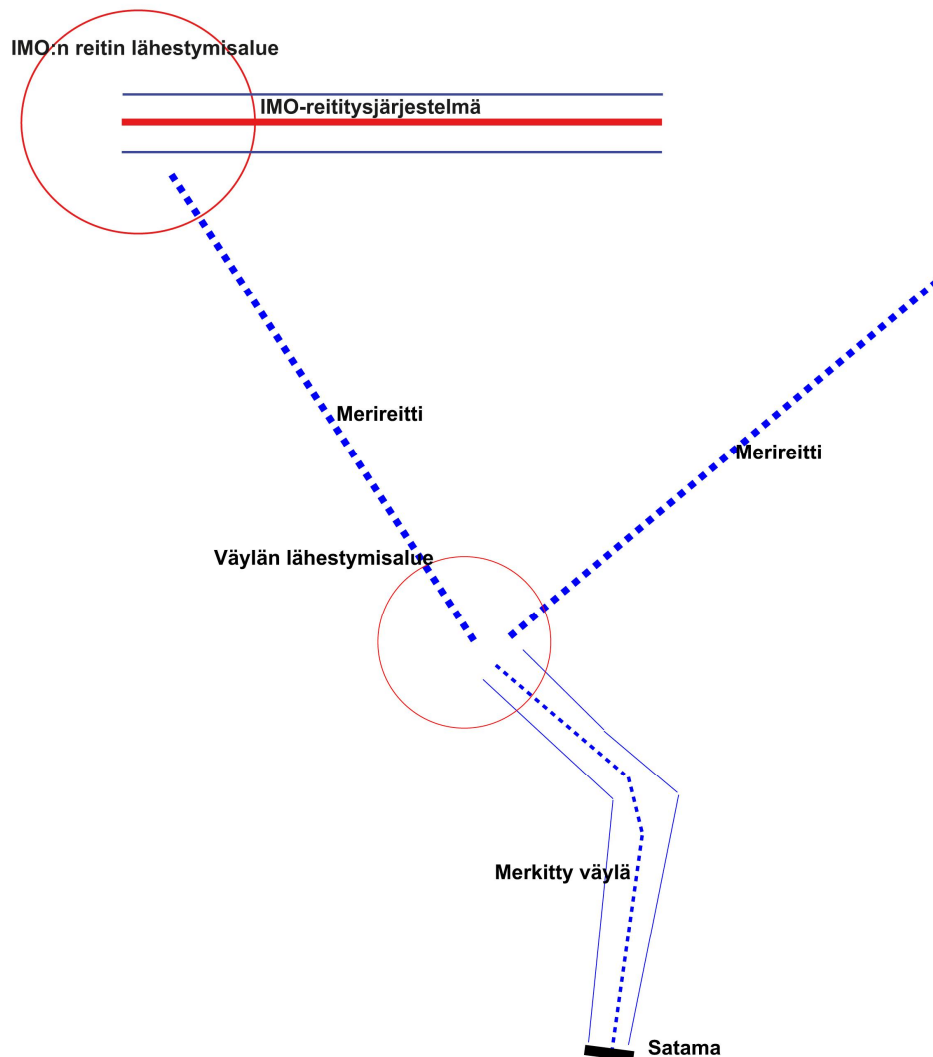 IMO:n reitin lähestymisalue
IMO-reititysjärjestelmä
Merireitti
Merireitti
Väylän lähestymisalue
Merkitty väylä
Satama